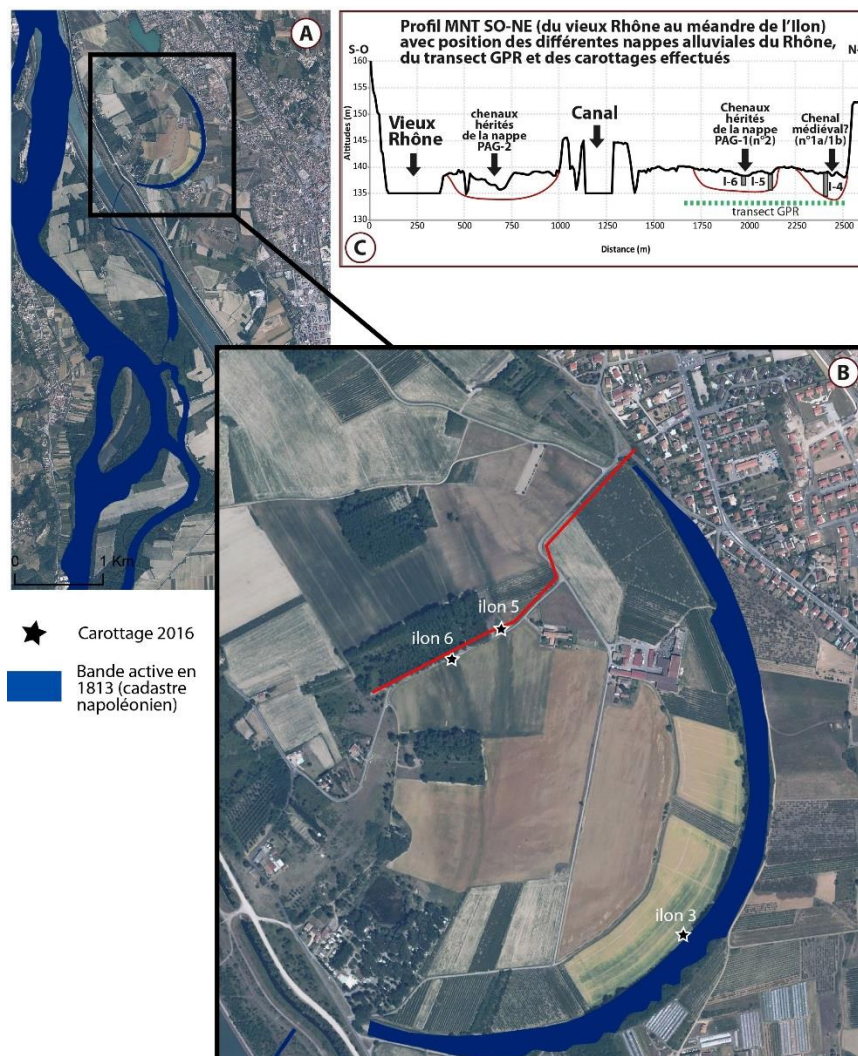 A
0
1 Km
Carottage 2016
Bande active en
1813 (cadastre
napoléonien)
Profil MNT SO-NE (du vieux Rhône au méandre de l'Ilon)
avec position des différentes nappes alluviales du Rhône,
du transect GPR et des carottages effectués
S-O
N-
160
155
150
145
140
135
130
Altitudes (m)
Vieux
Rhône
chenaux
hérités
de la nappe
PAG-2
Canal
Chenaux
hérités
de la nappe
PAG-1(n°2)
Chenal
médiéval?
(n°1a/1b)
I-6
I-5
I-4
transect GPR
0
250
500
750
1000
1250
1500
1750
2000
2250
2500
Distance (m)
C
B
ilon 5
ilon 6
ilon 3